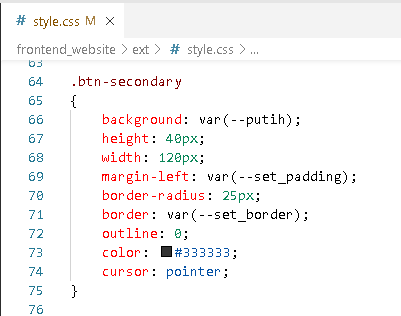 # style.css M ×
frontend_website > ext > # style.css > ...
63
64 .btn-secondary
65 {
66 background: var(--putih);
67 height: 40px;
68 width: 120px;
69 margin-left: var(--set_padding);
70 border-radius: 25px;
71 border: var(--set_border);
72 outline: 0;
73 color: #333333;
74 cursor: pointer;
75 }
76